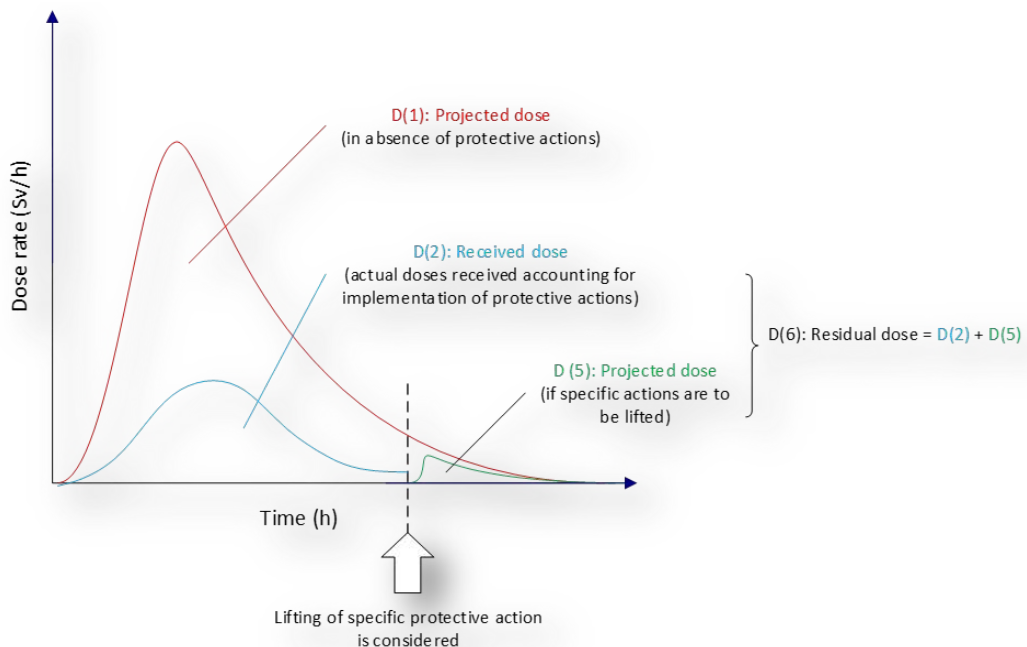 D(1): Projected dose
(in absence of protective actions)
Dose rate (Sv/h)
D(2): Received dose
(actual doses received accounting for
implementation of protective actions)
D(6): Residual dose = D(2) + D(5)
D (5): Projected dose
(if specific actions are to
be lifted)
Time (h)
Lifting of specific protective action
is considered